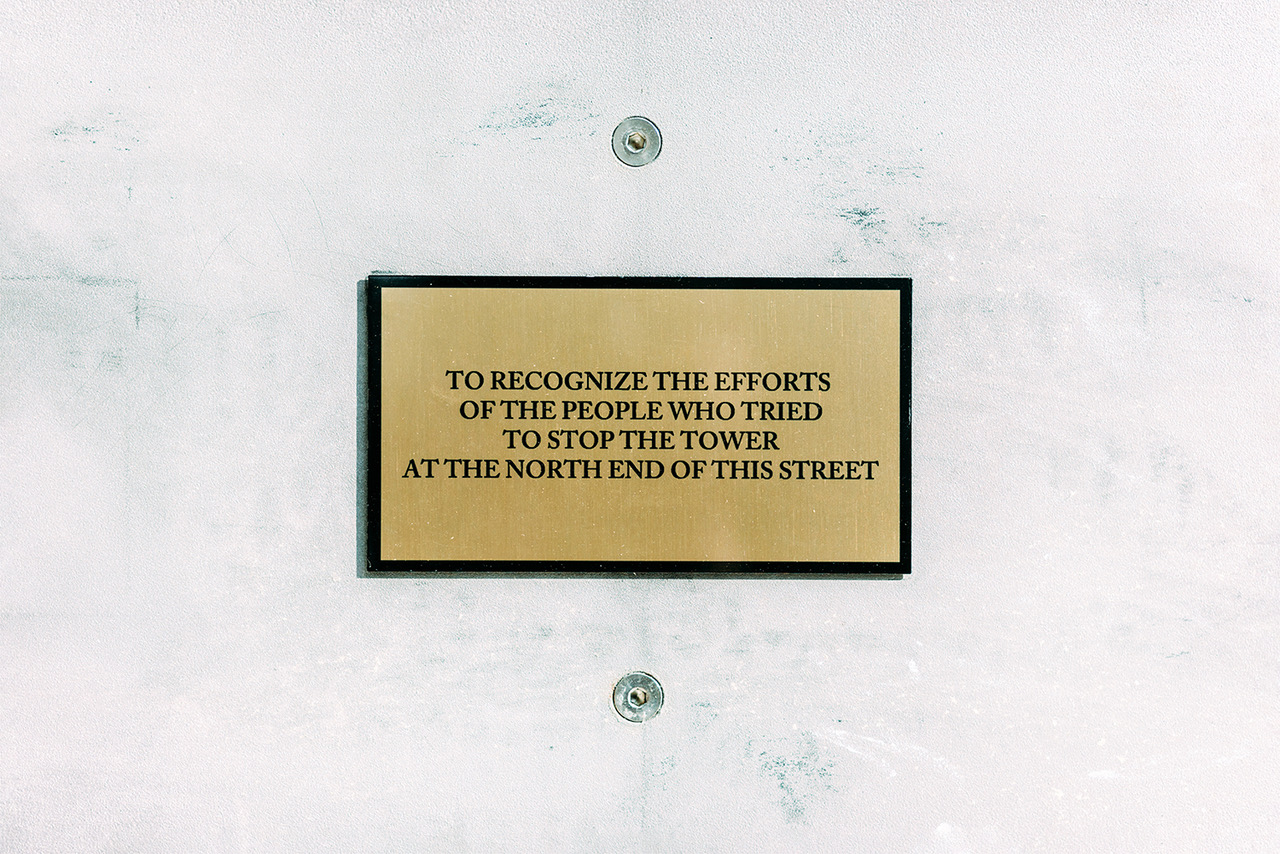 TO RECOGNIZE THE EFFORTS
OF THE PEOPLE WHO TRIED
TO STOP THE TOWER
AT THE NORTH END OF THIS STREET